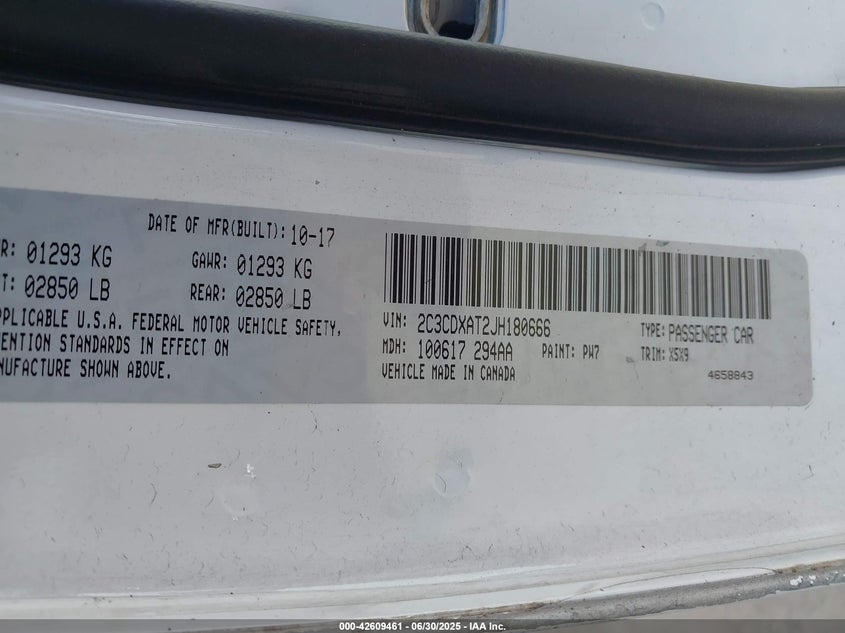 DATE OF MFR(BUILT): 10-17
R: 01293 KG GAWR: 01293 KG
T: 02850 LB REAR: 02850 LB
PPLICABLE U.S.A. FEDERAL MOTOR VEHICLE SAFETY,
ENTION STANDARDS IN EFFECT ON
NUFACTURE SHOWN ABOVE.
VIN: 2C3CDXAT2JH180666 TYPE: PASSENGER CAR
MDH: 100617 294AA PAINT: PW7 TRIM: X5X9
VEHICLE MADE IN CANADA 4658843
000-42609461 - 06/30/2025 - IAA Inc.